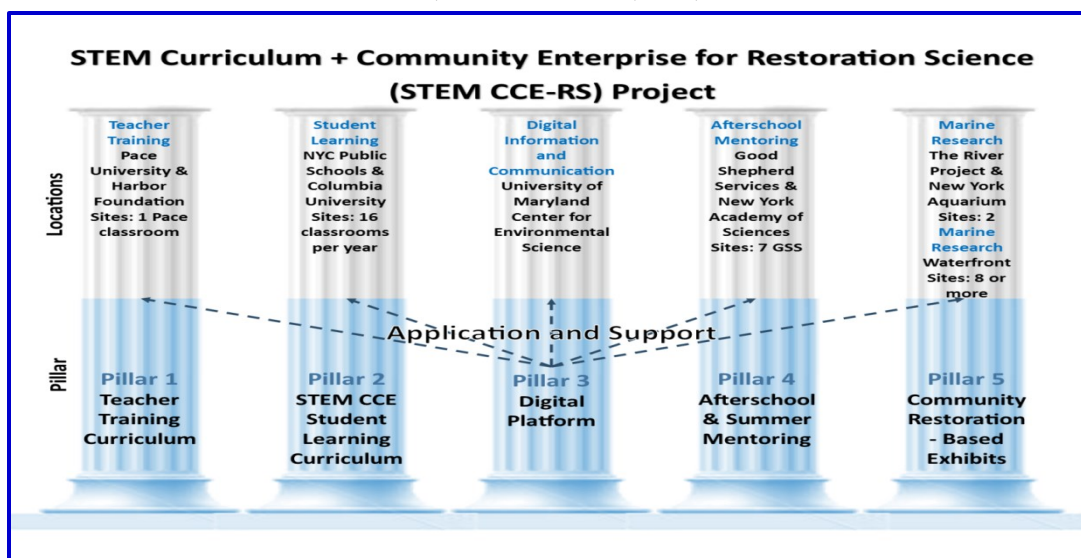 STEM Curriculum + Community Enterprise for Restoration Science
(STEM CCE-RS) Project
Locations
Teacher
Training
Pace
University &
Harbor
Foundation
Sites: 1 Pace
classroom
Student
Learning
NYC Public
Schools &
Columbia
University
Sites: 16
classrooms
per year
Digital
Information
and
Communication
University of
Maryland
Center for
Environmental
Science
Afterschool
Mentoring
Good
Shepherd
Services &
New York
Academy of
Sciences
Sites: 7 GSS
Marine
Research
The River
Project &
New York
Aquarium
Sites: 2
Marine
Research
Waterfront
Sites: 8 or
more
Application and Support
Pillar
Pillar 1
Teacher
Training
Curriculum
Pillar 2
STEM CCE
Student
Learning
Curriculum
Pillar 3
Digital
Platform
Pillar 4
Afterschool
& Summer
Mentoring
Pillar 5
Community
Restoration
- Based
Exhibits